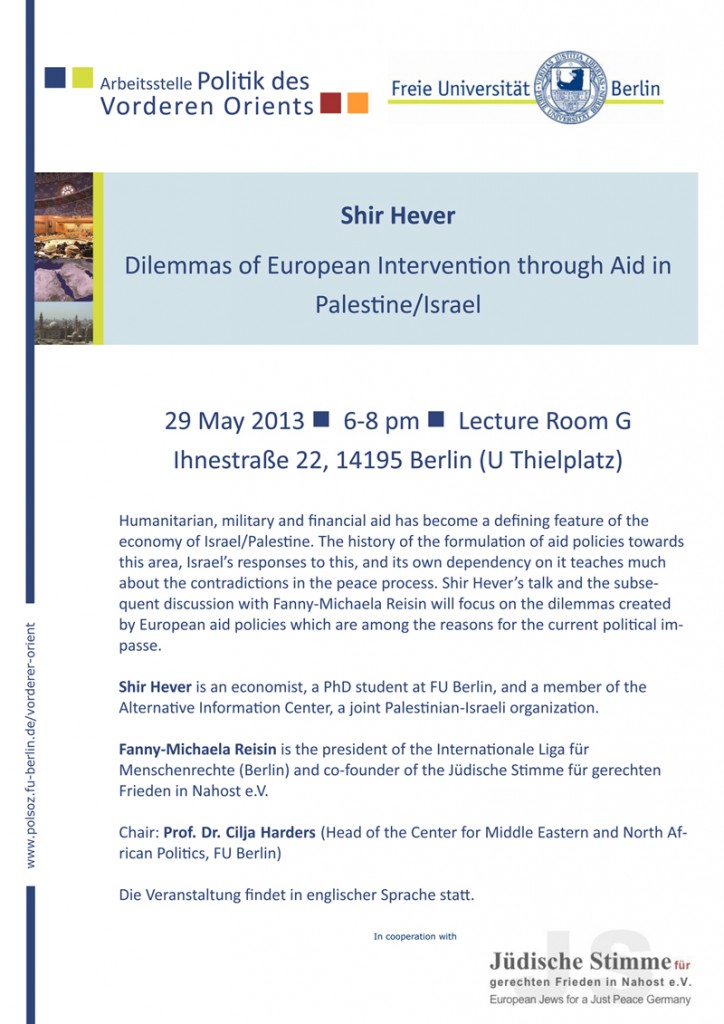 Arbeitsstelle Politik des
Vorderen Orients
Freie Universität Berlin
Shir Hever
Dilemmas of European Intervention through Aid in
Palestine/Israel
29 May 2013 ■ 6-8 pm ■ Lecture Room G
Ihnestraße 22, 14195 Berlin (U Thielplatz)
Humanitarian, military and financial aid has become a defining feature of the
economy of Israel/Palestine. The history of the formulation of aid policies towards
this area, Israel's responses to this, and its own dependency on it teaches much
about the contradictions in the peace process. Shir Hever's talk and the subse-
quent discussion with Fanny-Michaela Reisin will focus on the dilemmas created
by European aid policies which are among the reasons for the current political im-
passe.
Shir Hever is an economist, a PhD student at FU Berlin, and a member of the
Alternative Information Center, a joint Palestinian-Israeli organization.
Fanny-Michaela Reisin is the president of the Internationale Liga für
Menschenrechte (Berlin) and co-founder of the Jüdische Stimme für gerechten
Frieden in Nahost e.V.
Chair: Prof. Dr. Cilja Harders (Head of the Center for Middle Eastern and North Af-
rican Politics, FU Berlin)
Die Veranstaltung findet in englischer Sprache statt.
www.polsoz.fu-berlin.de/vorderer-orient
In cooperation with
JS
Jüdische Stimme für
gerechten Frieden in Nahost e.V.
European Jews for a Just Peace Germany